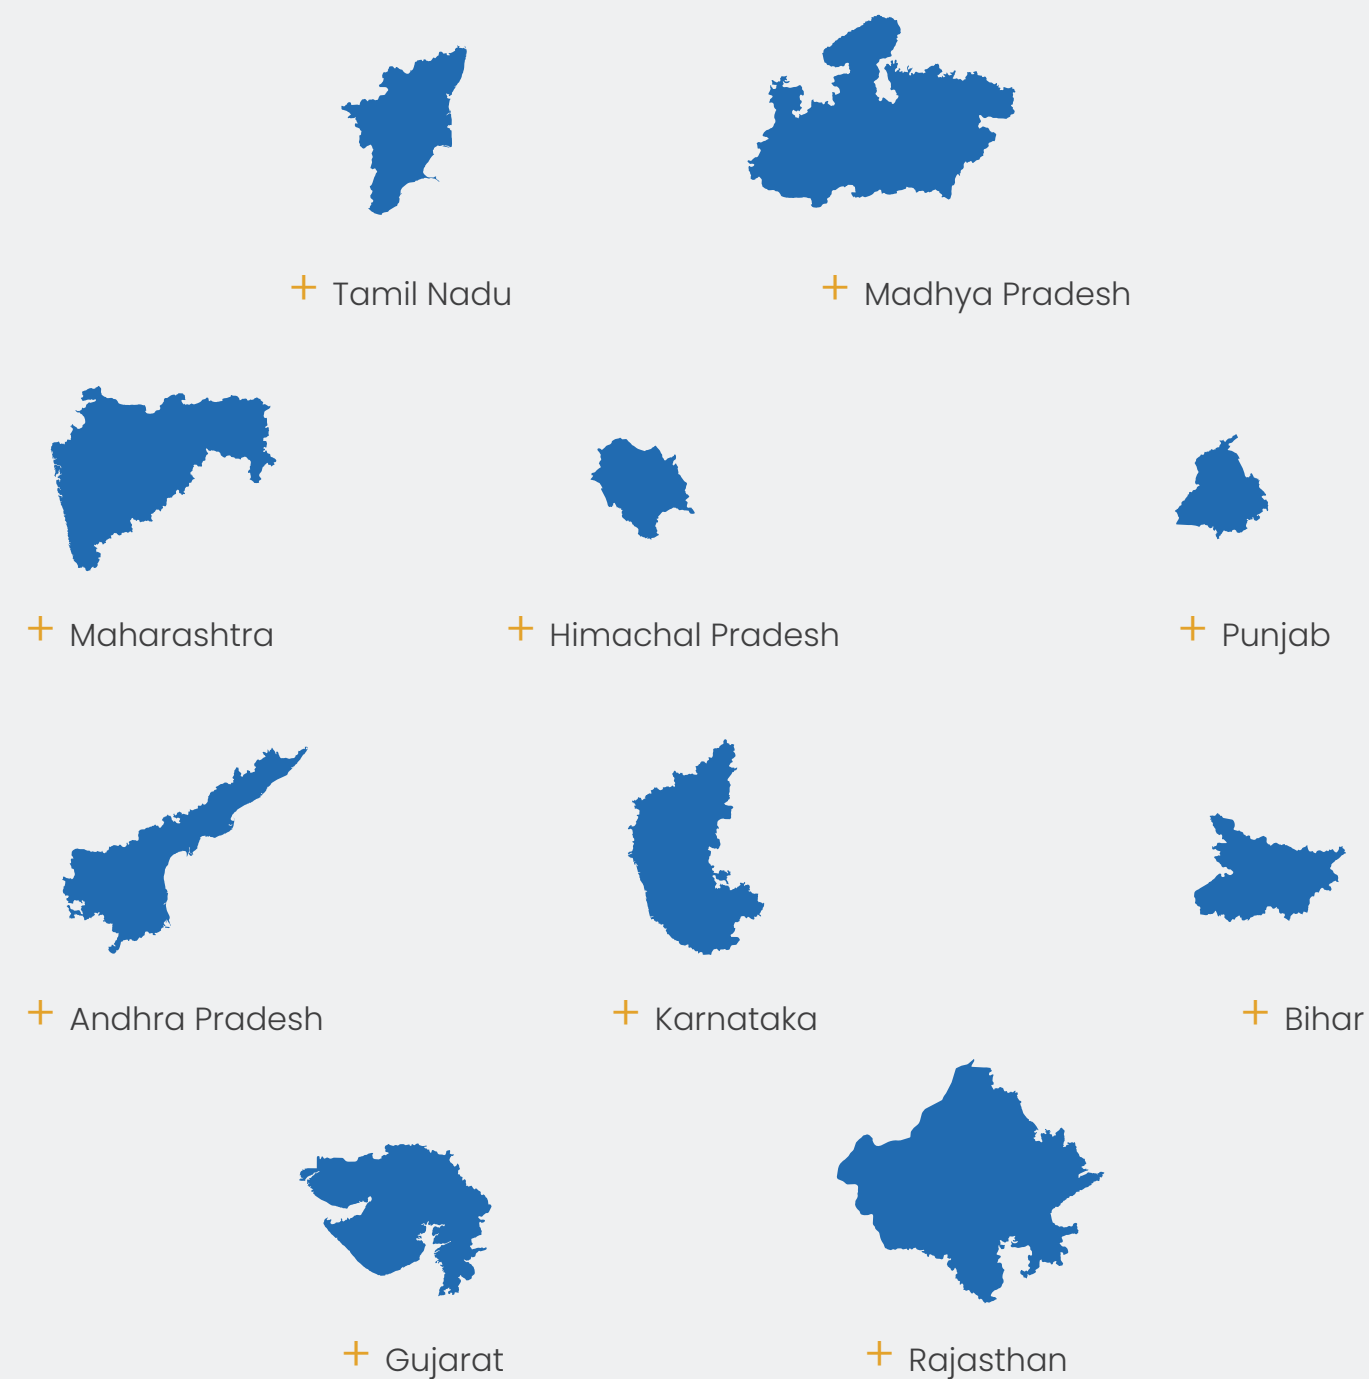 + Tamil Nadu
+ Madhya Pradesh
+ Maharashtra
+ Himachal Pradesh
+ Punjab
+ Andhra Pradesh
+ Karnataka
+ Bihar
+ Gujarat
+ Rajasthan